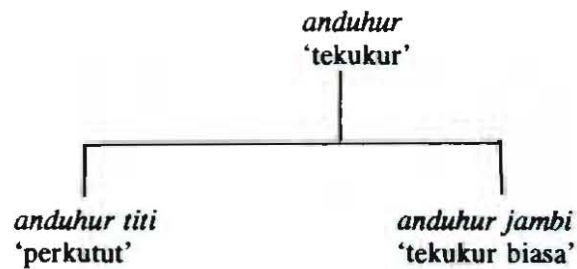 anduhur
‘tekukur’
anduhur titi
‘perkutut’
anduhur jambi
‘tekukur biasa’